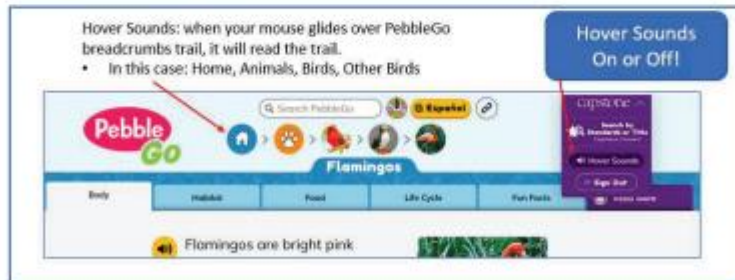 Hover Sounds: when your mouse glides over PebbleGo
breadcrumbs trail, it will read the trail.
• In this case: Home, Animals, Birds, Other Birds
Hover Sounds
On or Off!
Pebble
Go
Search PebbleGo
Español
capstone
Search by
Standards or Title
Hover Sounds
Sign Out
Flamingos
Body
Habitat
Food
Life Cycle
Fun Facts
Flamingos are bright pink